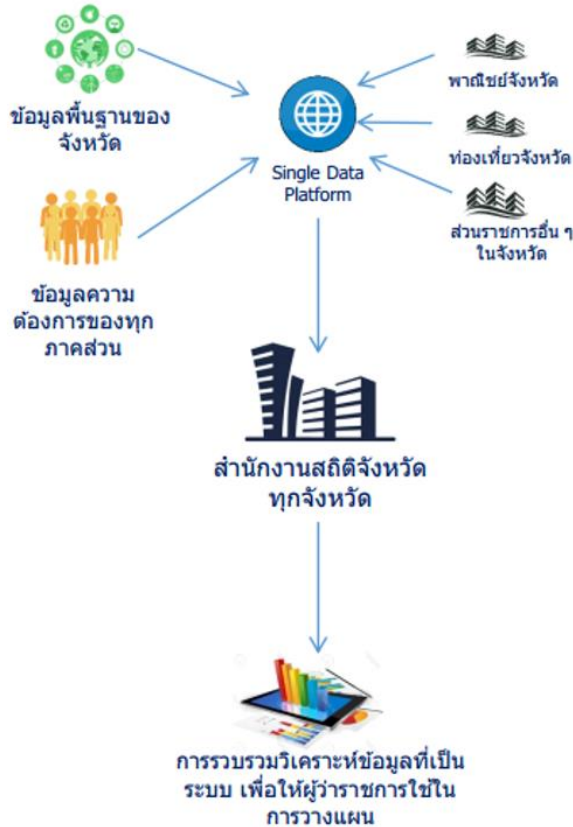 ข้อมูลพื้นฐานของ
จังหวัด
ข้อมูลความ
ต้องการของทุก
ภาคส่วน
Single Data
Platform
พาณิชย์จังหวัด
ท่องเที่ยวจังหวัด
ส่วนราชการอื่น ๆ
ในจังหวัด
สำนักงานสถิติจังหวัด
ทุกจังหวัด
การรวบรวมวิเคราะห์ข้อมูลที่เป็น
ระบบ เพื่อให้ผู้ว่าราชการใช้ใน
การวางแผน